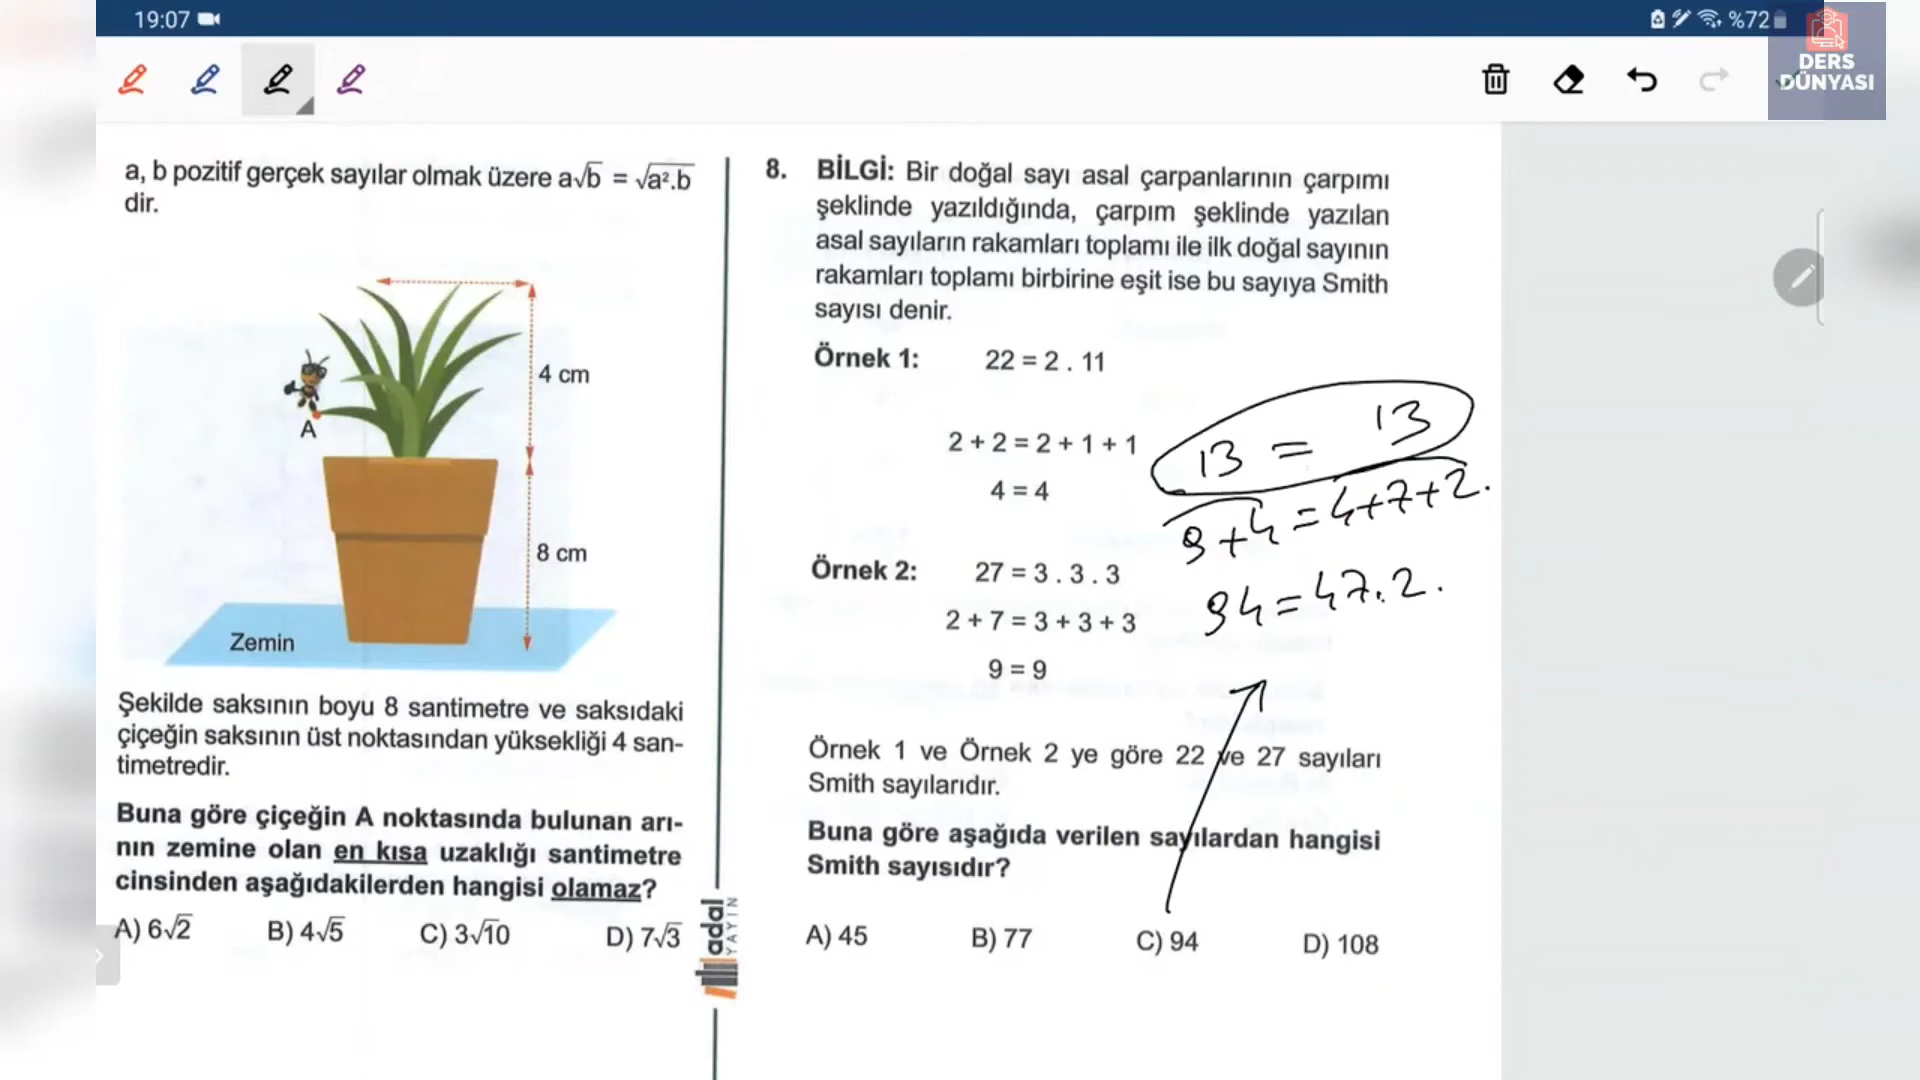 19:07
%72
DERS
DÜNYASI
a, b pozitif gerçek sayılar olmak üzere a√b = √a².b
dir.
4 cm
A
8 cm
Zemin
Şekilde saksının boyu 8 santimetre ve saksıdaki
çiçeğin saksının üst noktasından yüksekliği 4 san-
timetredir.
Buna göre çiçeğin A noktasında bulunan arı-
nın zemine olan en kısa uzaklığı santimetre
cinsinden aşağıdakilerden hangisi olamaz?
A) 6√2 B) 4√5 C) 3√10 D) 7√3
adal
YAYIN
8. BİLGİ: Bir doğal sayı asal çarpanlarının çarpımı
şeklinde yazıldığında, çarpım şeklinde yazılan
asal sayıların rakamları toplamı ile ilk doğal sayının
rakamları toplamı birbirine eşit ise bu sayıya Smith
sayısı denir.
Örnek 1: 22 = 2 . 11
2 + 2 = 2 + 1 + 1
4 = 4
Örnek 2: 27 = 3 . 3 . 3
2 + 7 = 3 + 3 + 3
9 = 9
13 = 13
9+4=4+7+2.
94=47.2.
Örnek 1 ve Örnek 2 ye göre 22 ve 27 sayıları
Smith sayılarıdır.
Buna göre aşağıda verilen sayılardan hangisi
Smith sayısıdır?
A) 45 B) 77 C) 94 D) 108